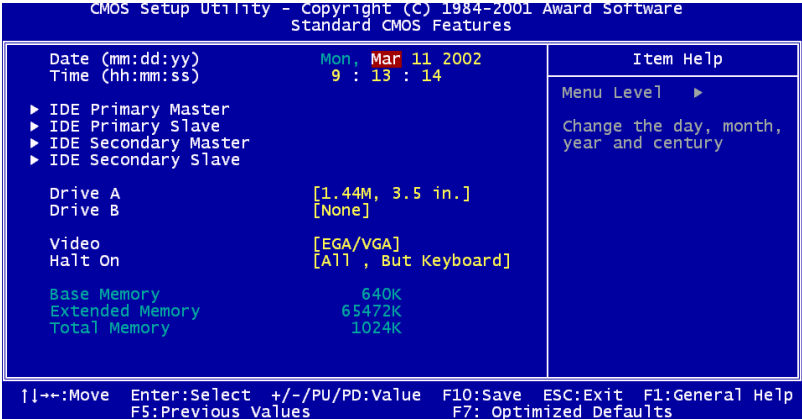 CMOS Setup Utility – Copyright (C) 1984-2001 Award Software
Standard CMOS Features
Date (mm:dd:yy) Mon, Mar 11 2002
Time (hh:mm:ss) 9 : 13 : 14
▶ IDE Primary Master
▶ IDE Primary Slave
▶ IDE Secondary Master
▶ IDE Secondary Slave
Drive A [1.44M, 3.5 in.]
Drive B [None]
Video [EGA/VGA]
Halt On [All , But Keyboard]
Base Memory 640K
Extended Memory 65472K
Total Memory 1024K
Item Help
Menu Level ▶
Change the day, month,
year and century
↑↓→←:Move Enter:Select +/-/PU/PD:Value F10:Save ESC:Exit F1:General Help
F5:Previous Values F7: Optimized Defaults